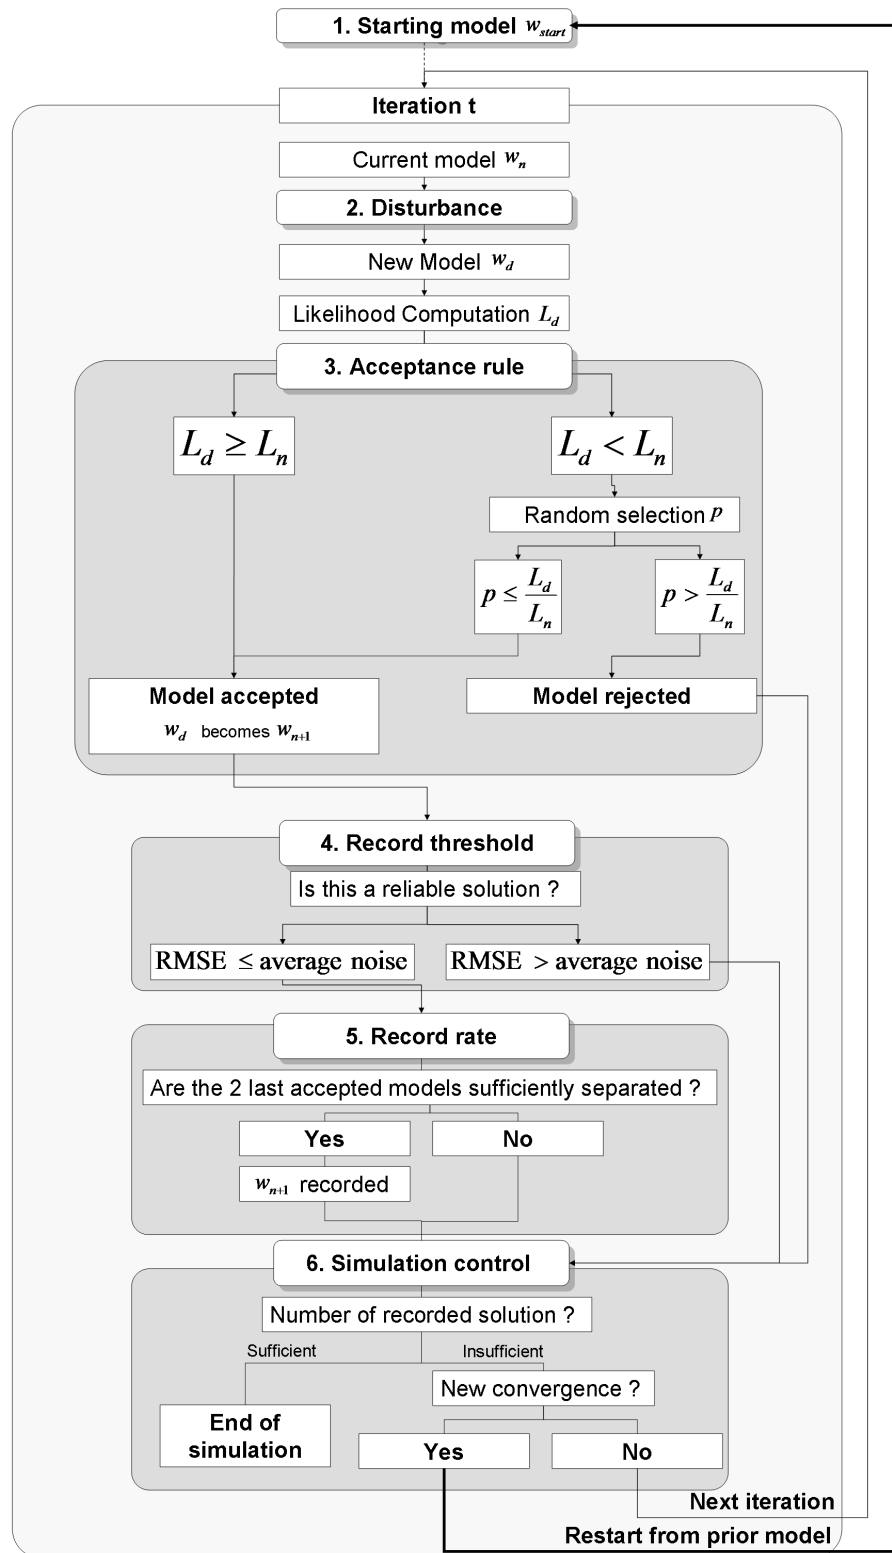 1. Starting model w_start
Iteration t
Current model w_n
2. Disturbance
New Model w_d
Likelihood Computation L_d
3. Acceptance rule
L_d ≥ L_n
L_d < L_n
Random selection p
p ≤ L_d / L_n
p > L_d / L_n
Model accepted
w_d becomes w_{n+1}
Model rejected
4. Record threshold
Is this a reliable solution ?
RMSE ≤ average noise
RMSE > average noise
5. Record rate
Are the 2 last accepted models sufficiently separated ?
Yes
No
w_{n+1} recorded
6. Simulation control
Number of recorded solution ?
Sufficient
Insufficient
New convergence ?
End of
simulation
Yes
No
Next iteration
Restart from prior model